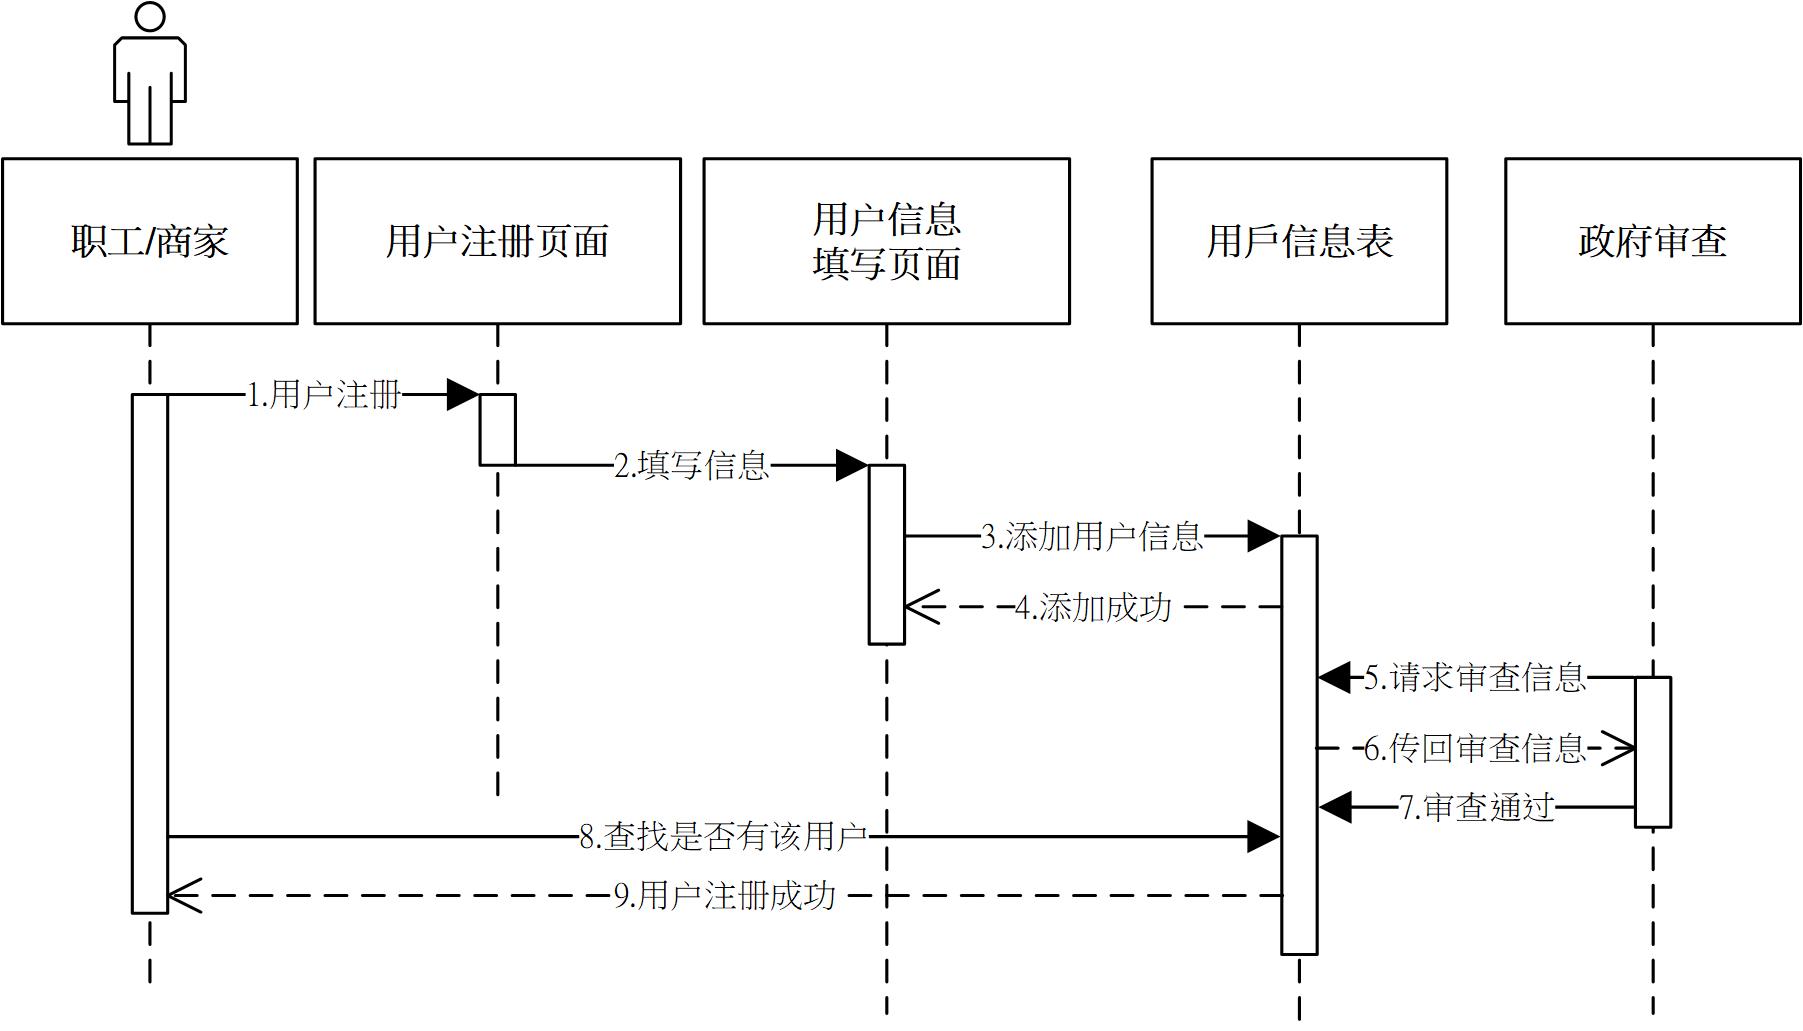 职工/商家
用户注册页面
用户信息
填写页面
用戶信息表
政府审查
1.用户注册
2.填写信息
3.添加用户信息
4.添加成功
5.请求审查信息
6.传回审查信息
7.审查通过
8.查找是否有该用户
9.用户注册成功